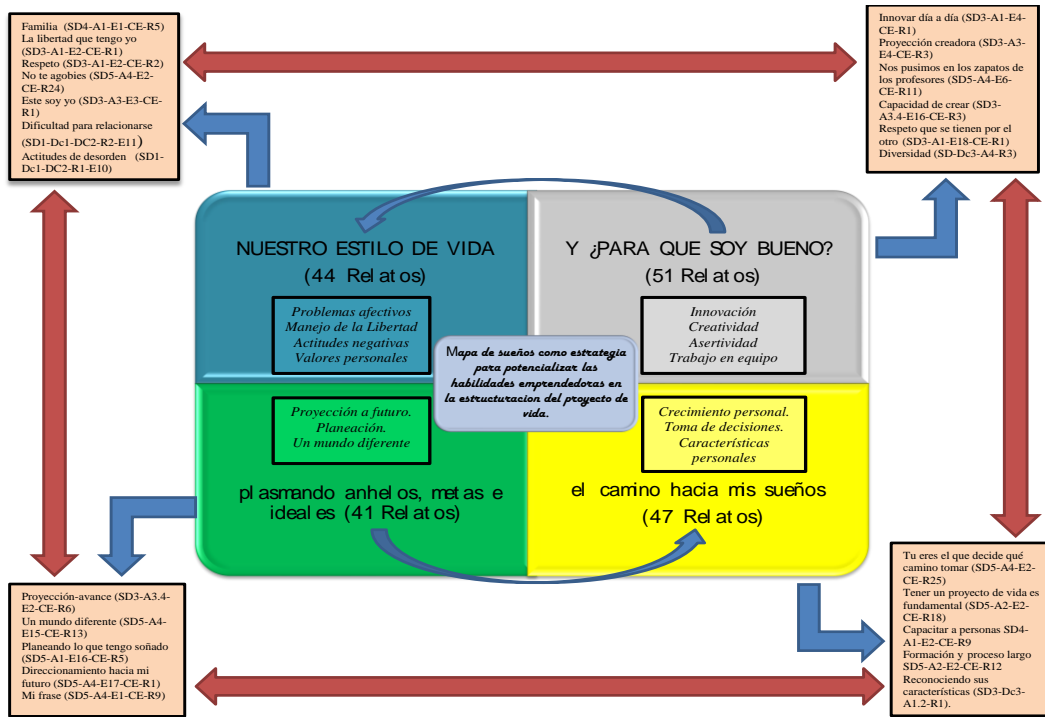 Familia (SD4-A1-E1-CE-R5)
La libertad que tengo yo
(SD3-A1-E2-CE-R1)
Respeto (SD3-A1-E2-CE-R2)
No te agobies (SD5-A4-E2-
CE-R24)
Este soy yo (SD3-A3-E3-CE-
R1)
Dificultad para relacionarse
(SD1-Dc1-DC2-R2-E11)
Actitudes de desorden (SD1-
Dc1-DC2-R1-E10)
Innovar día a día (SD3-A1-E4-
CE-R1)
Proyección creadora (SD3-A3-
E4-CE-R3)
Nos pusimos en los zapatos de
los profesores (SD5-A4-E6-
CE-R11)
Capacidad de crear (SD3-
A3.4-E16-CE-R3)
Respeto que se tienen por el
otro (SD3-A1-E18-CE-R1)
Diversidad (SD-Dc3-A4-R3)
NUESTRO ESTILO DE VIDA
(44 Relatos)
Problemas afectivos
Manejo de la Libertad
Actitudes negativas
Valores personales
Y ¿PARA QUE SOY BUENO?
(51 Relatos)
Innovación
Creatividad
Asertividad
Trabajo en equipo
Mapa de sueños como estrategia
para potencializar las
habilidades emprendedoras en
la estructuracion del proyecto de
vida.
Proyección a futuro.
Planeación.
Un mundo diferente
plasmando anhelos, metas e
ideales (41 Relatos)
Crecimiento personal.
Toma de decisiones.
Características
personales
el camino hacia mis sueños
(47 Relatos)
Proyección-avance (SD3-A3.4-
E2-CE-R6)
Un mundo diferente (SD5-A4-
E15-CE-R13)
Planeando lo que tengo soñado
(SD5-A1-E16-CE-R5)
Direccionamiento hacia mi
futuro (SD5-A4-E17-CE-R1)
Mi frase (SD5-A4-E1-CE-R9)
Tu eres el que decide qué
camino tomar (SD5-A4-E2-
CE-R25)
Tener un proyecto de vida es
fundamental (SD5-A2-E2-
CE-R18)
Capacitar a personas SD4-
A1-E2-CE-R9
Formación y proceso largo
SD5-A2-E2-CE-R12
Reconociendo sus
características (SD3-Dc3-
A1.2-R1).